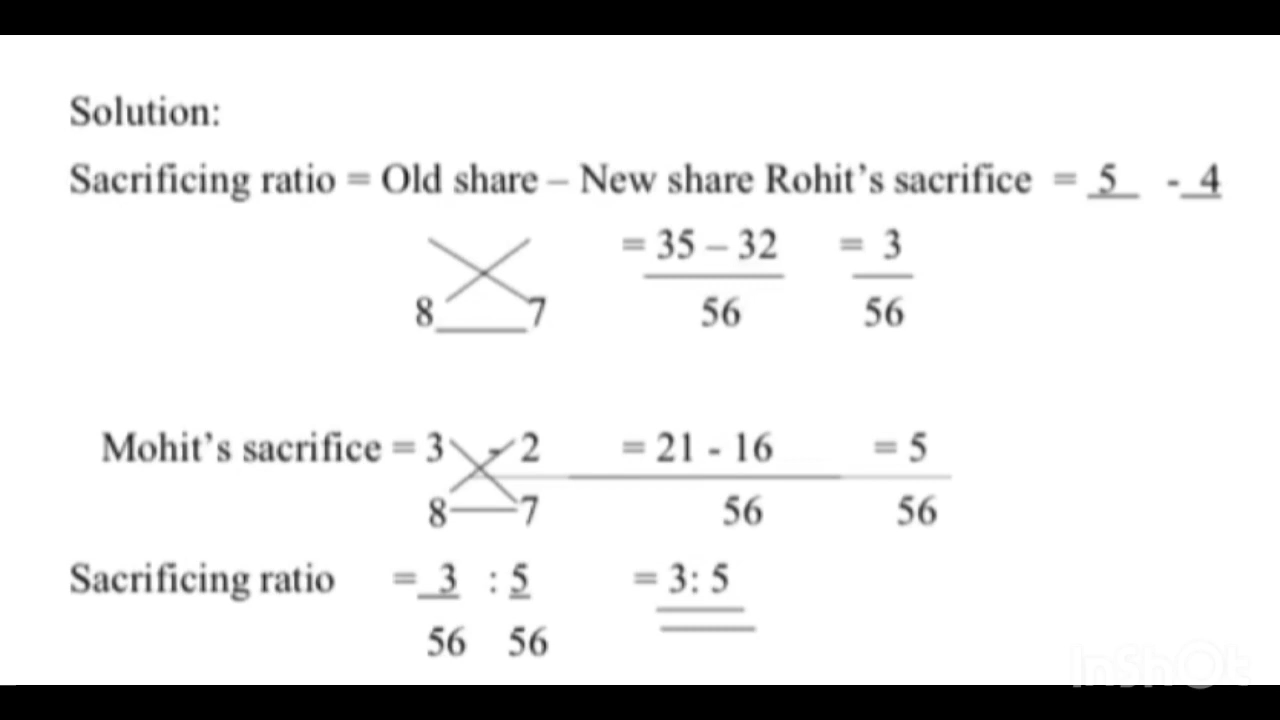 Solution:
Sacrificing ratio = Old share – New share Rohit's sacrifice = 5 - 4
= 35 – 32 = 3
8 7 56 56
Mohit's sacrifice = 3 - 2 = 21 - 16 = 5
8 7 56 56
Sacrificing ratio = 3 : 5 = 3: 5
56 56
InShOt